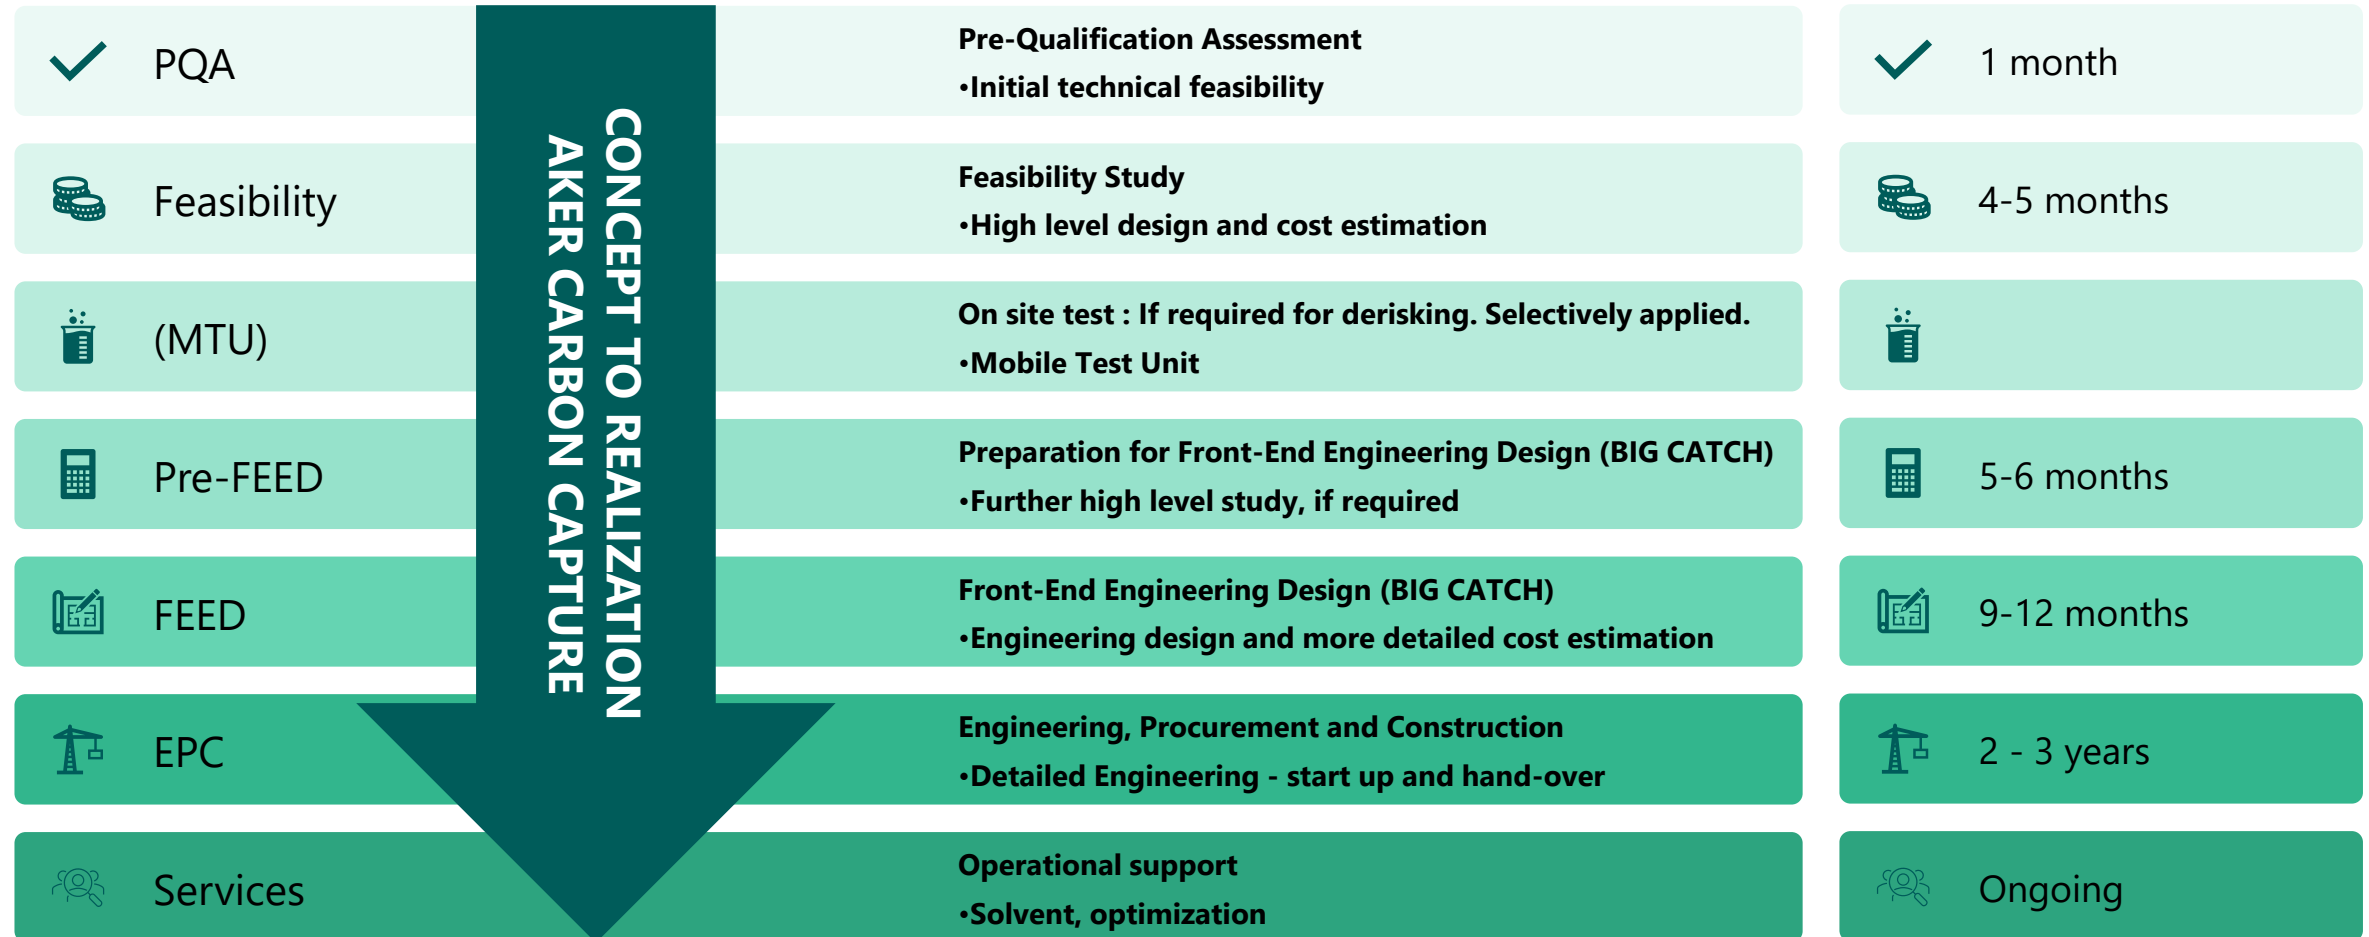 PQA
Pre-Qualification Assessment
•Initial technical feasibility
1 month
Feasibility
Feasibility Study
•High level design and cost estimation
4-5 months
(MTU)
On site test : If required for derisking. Selectively applied.
•Mobile Test Unit
Pre-FEED
Preparation for Front-End Engineering Design (BIG CATCH)
•Further high level study, if required
5-6 months
FEED
Front-End Engineering Design (BIG CATCH)
•Engineering design and more detailed cost estimation
9-12 months
EPC
Engineering, Procurement and Construction
•Detailed Engineering - start up and hand-over
2 - 3 years
Services
Operational support
•Solvent, optimization
Ongoing
CONCEPT TO REALIZATION
AKER CARBON CAPTURE